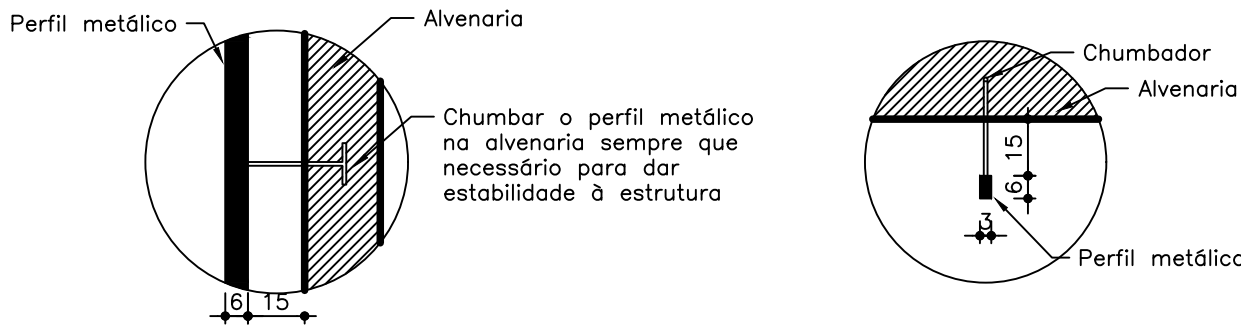 Perfil metálico
Alvenaria
Chumbar o perfil metálico
na alvenaria sempre que
necessário para dar
estabilidade à estrutura
6
15
Chumbador
Alvenaria
15
6
3
Perfil metálico